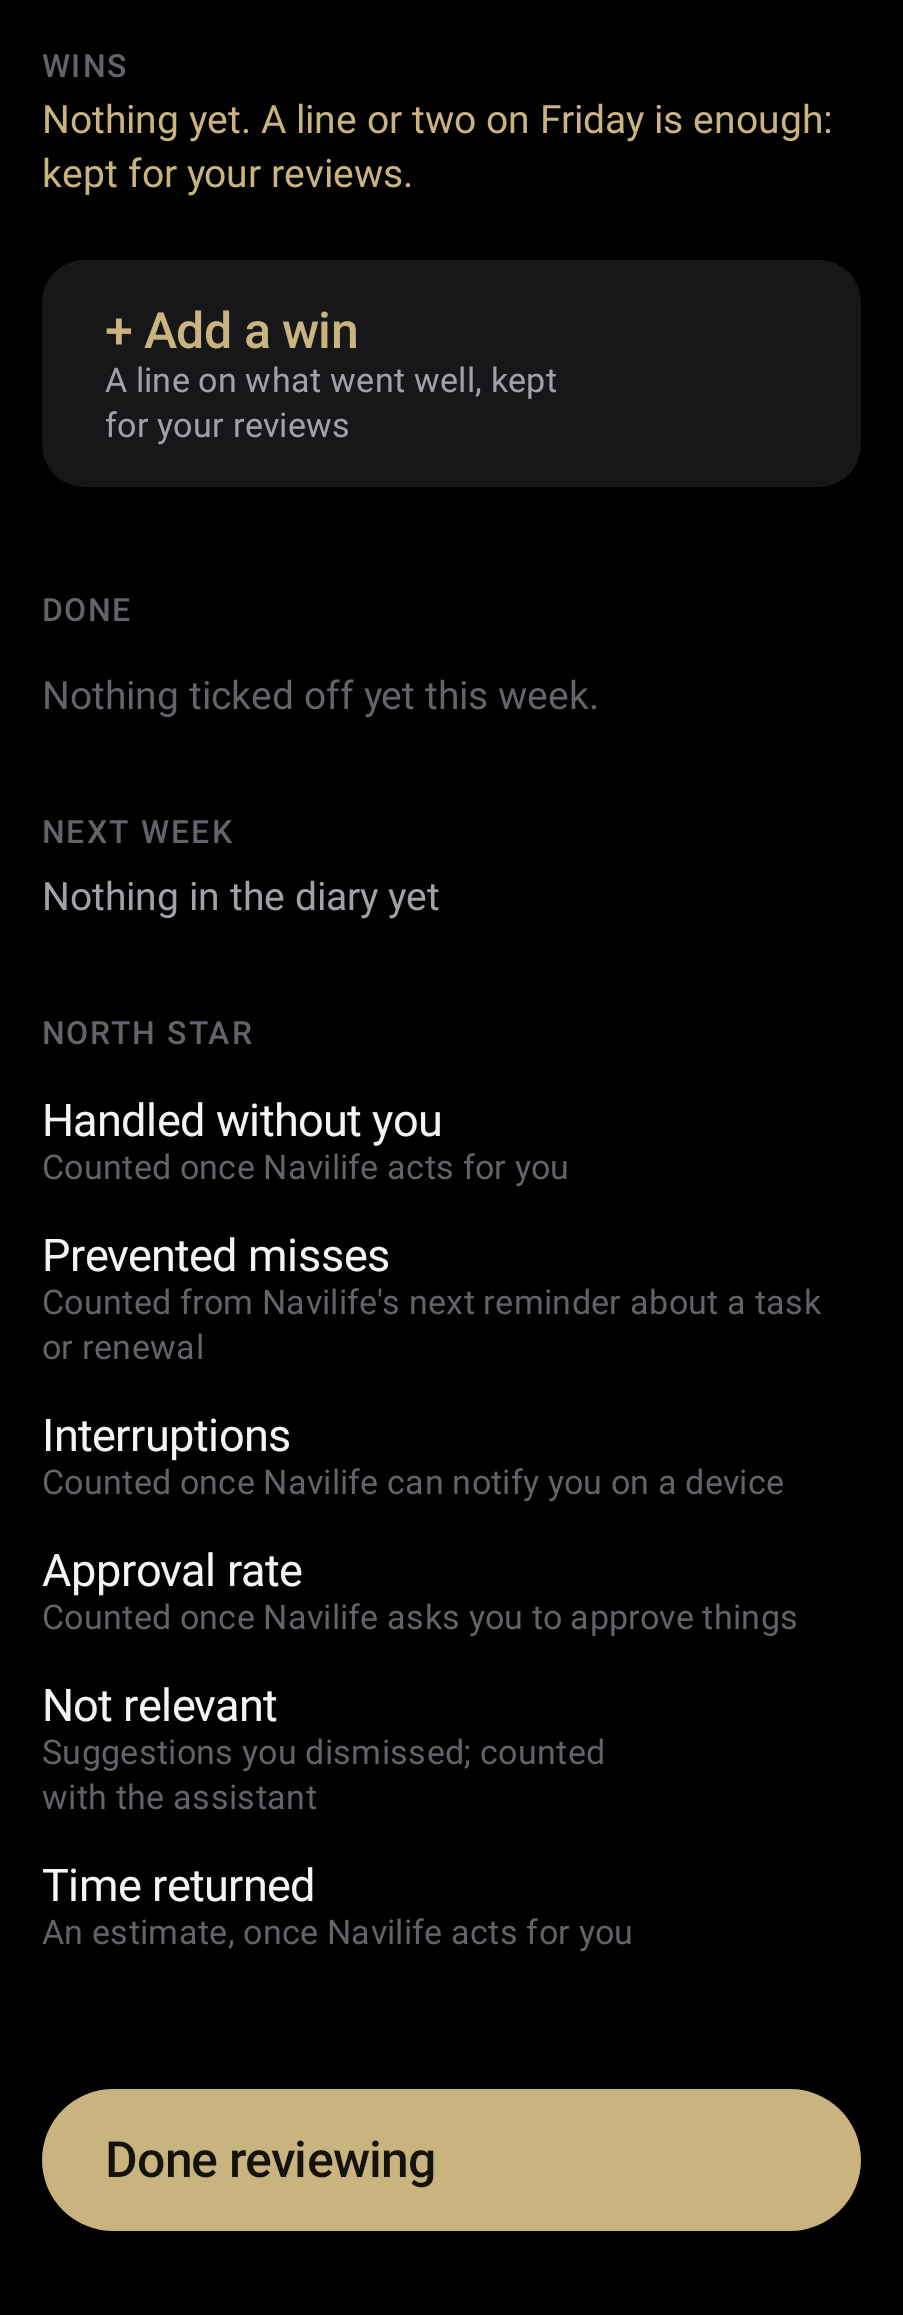 WINS
Nothing yet. A line or two on Friday is enough:
kept for your reviews.
+ Add a win
A line on what went well, kept
for your reviews
DONE
Nothing ticked off yet this week.
NEXT WEEK
Nothing in the diary yet
NORTH STAR
Handled without you
Counted once Navilife acts for you
Prevented misses
Counted from Navilife's next reminder about a task
or renewal
Interruptions
Counted once Navilife can notify you on a device
Approval rate
Counted once Navilife asks you to approve things
Not relevant
Suggestions you dismissed; counted
with the assistant
Time returned
An estimate, once Navilife acts for you
Done reviewing